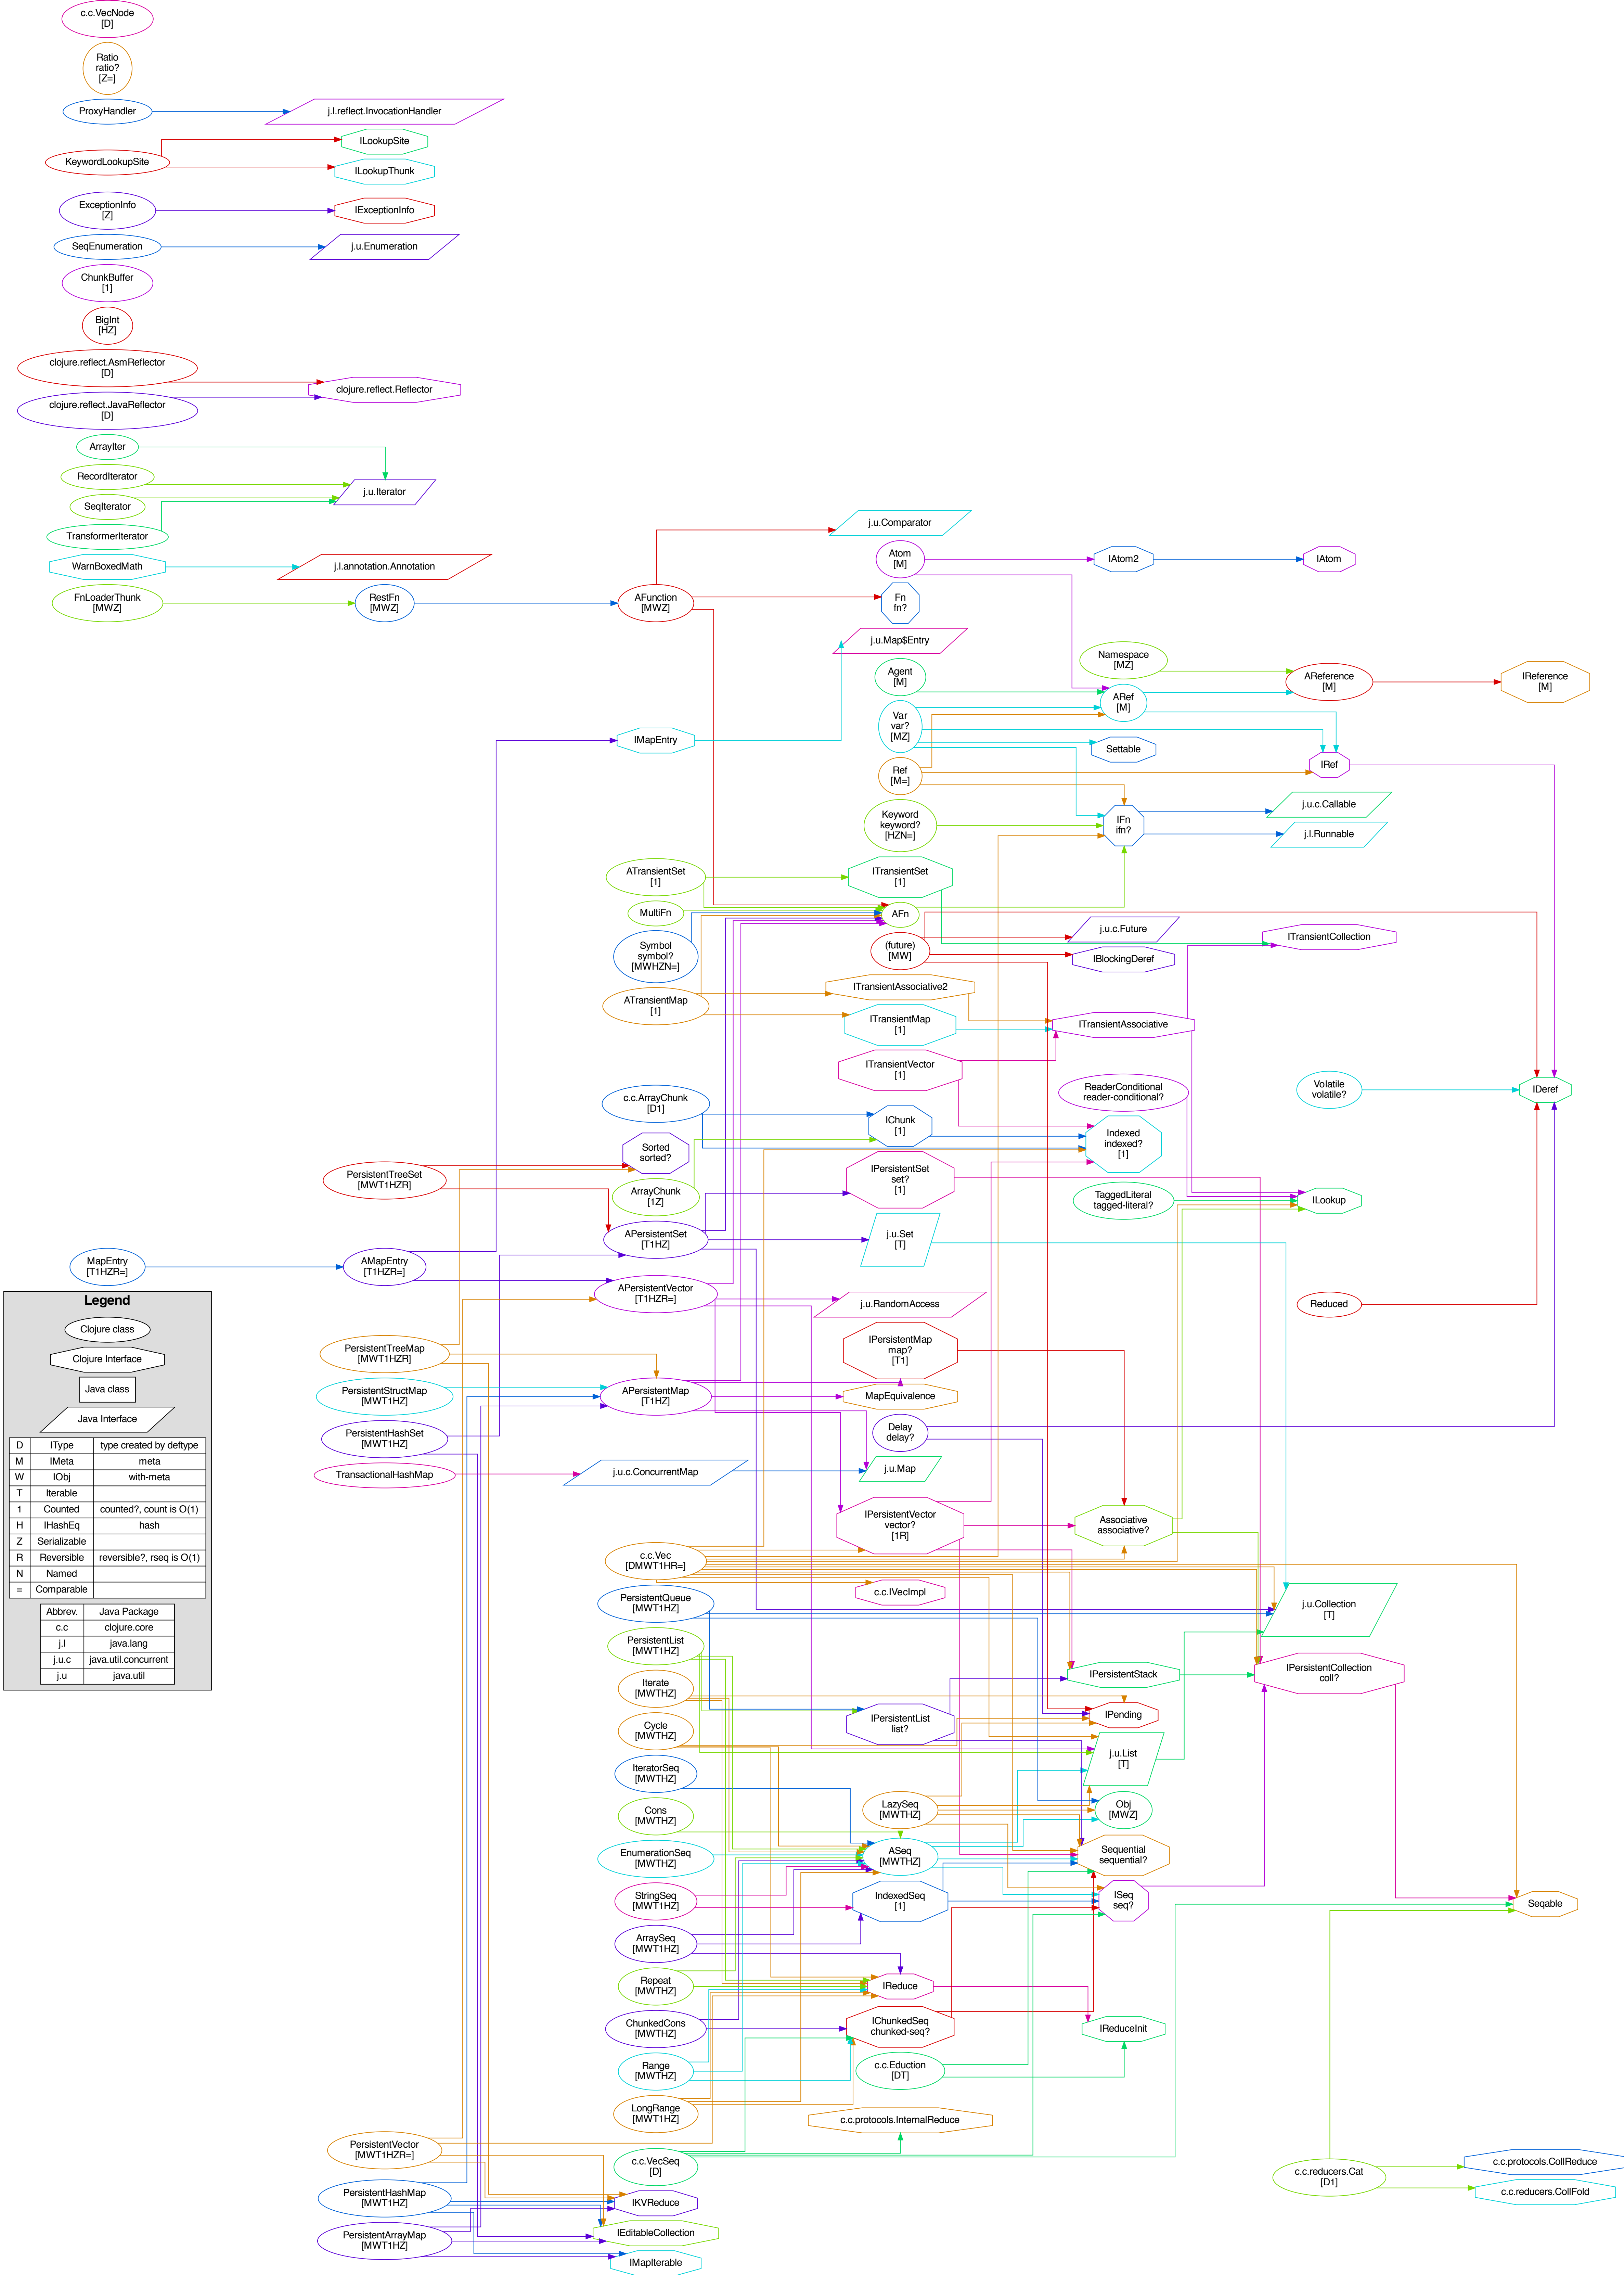 c.c.VecNode
[D]
Ratio
ratio?
[Z=]
ProxyHandler
j.l.reflect.InvocationHandler
ILookupSite
KeywordLookupSite
ILookupThunk
ExceptionInfo
[Z]
IExceptionInfo
SeqEnumeration
j.u.Enumeration
ChunkBuffer
[1]
BigInt
[HZ]
clojure.reflect.AsmReflector
[D]
clojure.reflect.Reflector
clojure.reflect.JavaReflector
[D]
ArrayIter
RecordIterator
j.u.Iterator
SeqIterator
TransformerIterator
j.u.Comparator
WarnBoxedMath
j.l.annotation.Annotation
Atom
[M]
IAtom2
IAtom
FnLoaderThunk
[MWZ]
RestFn
[MWZ]
AFunction
[MWZ]
Fn
fn?
j.u.Map$Entry
Namespace
[MZ]
Agent
[M]
AReference
[M]
IReference
[M]
ARef
[M]
Var
var?
[MZ]
IMapEntry
Settable
IRef
Ref
[M=]
j.u.c.Callable
Keyword
keyword?
[HZN=]
IFn
ifn?
j.l.Runnable
ATransientSet
[1]
ITransientSet
[1]
MultiFn
AFn
j.u.c.Future
ITransientCollection
Symbol
symbol?
[MWHZN=]
(future)
[MW]
IBlockingDeref
ITransientAssociative2
ATransientMap
[1]
ITransientMap
[1]
ITransientAssociative
ITransientVector
[1]
ReaderConditional
reader-conditional?
Volatile
volatile?
IDeref
c.c.ArrayChunk
[D1]
IChunk
[1]
Indexed
indexed?
[1]
Sorted
sorted?
PersistentTreeSet
[MWT1HZR]
IPersistentSet
set?
[1]
ArrayChunk
[1Z]
TaggedLiteral
tagged-literal?
ILookup
APersistentSet
[T1HZ]
j.u.Set
[T]
MapEntry
[T1HZR=]
AMapEntry
[T1HZR=]
APersistentVector
[T1HZR=]
j.u.RandomAccess
Reduced
Legend
Clojure class
Clojure Interface
Java class
Java Interface
D IType type created by deftype
M IMeta meta
W IObj with-meta
T Iterable
1 Counted counted?, count is O(1)
H IHashEq hash
Z Serializable
R Reversible reversible?, rseq is O(1)
N Named
= Comparable
Abbrev. Java Package
c.c clojure.core
j.l java.lang
j.u.c java.util.concurrent
j.u java.util
PersistentTreeMap
[MWT1HZR]
IPersistentMap
map?
[T1]
PersistentStructMap
[MWT1HZ]
APersistentMap
[T1HZ]
MapEquivalence
PersistentHashSet
[MWT1HZ]
Delay
delay?
TransactionalHashMap
j.u.c.ConcurrentMap
j.u.Map
IPersistentVector
vector?
[1R]
Associative
associative?
c.c.Vec
[DMWT1HR=]
c.c.IVecImpl
PersistentQueue
[MWT1HZ]
j.u.Collection
[T]
PersistentList
[MWT1HZ]
IPersistentStack
IPersistentCollection
coll?
Iterate
[MWTHZ]
IPersistentList
list?
IPending
Cycle
[MWTHZ]
j.u.List
[T]
IteratorSeq
[MWTHZ]
LazySeq
[MWTHZ]
Obj
[MWZ]
Cons
[MWTHZ]
EnumerationSeq
[MWTHZ]
ASeq
[MWTHZ]
Sequential
sequential?
StringSeq
[MWT1HZ]
IndexedSeq
[1]
ISeq
seq?
Seqable
ArraySeq
[MWT1HZ]
Repeat
[MWTHZ]
IReduce
ChunkedCons
[MWTHZ]
IChunkedSeq
chunked-seq?
IReduceInit
Range
[MWTHZ]
c.c.Eduction
[DT]
LongRange
[MWT1HZ]
c.c.protocols.InternalReduce
PersistentVector
[MWT1HZR=]
c.c.VecSeq
[D]
c.c.reducers.Cat
[D1]
c.c.protocols.CollReduce
c.c.reducers.CollFold
PersistentHashMap
[MWT1HZ]
IKVReduce
PersistentArrayMap
[MWT1HZ]
IEditableCollection
IMapIterable